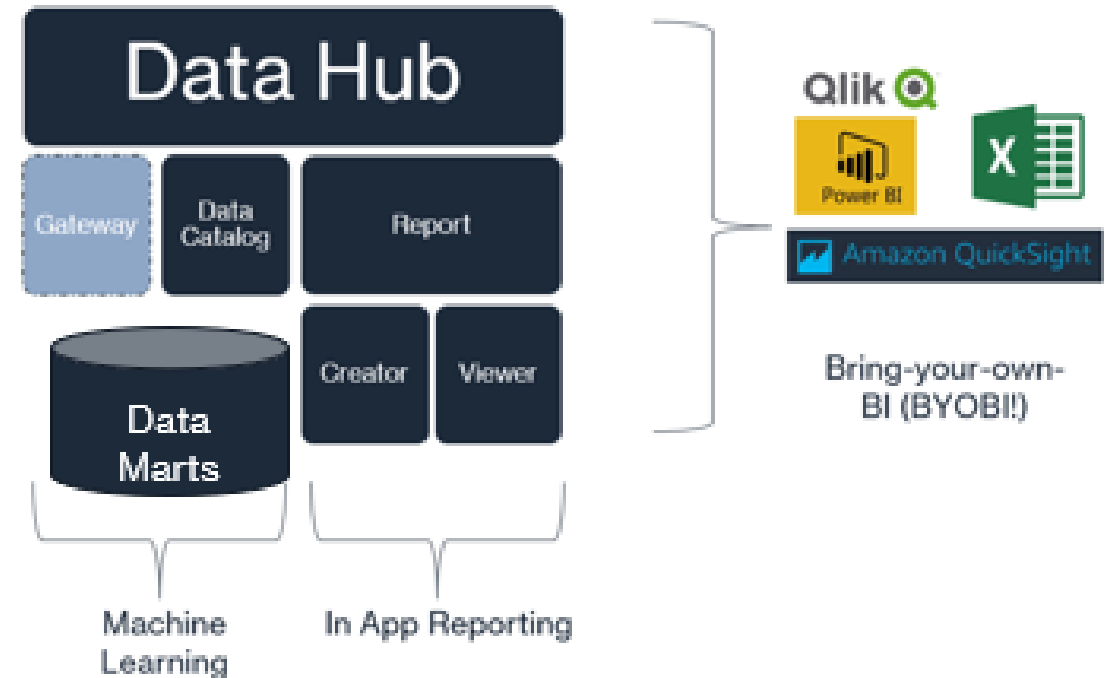 Data Hub
Qlik
Gateway
Data
Catalog
Report
X
Power BI
Amazon QuickSight
Creator
Viewer
Data
Marts
Bring-your-own-
BI (BYOBI!)
Machine
Learning
In App Reporting